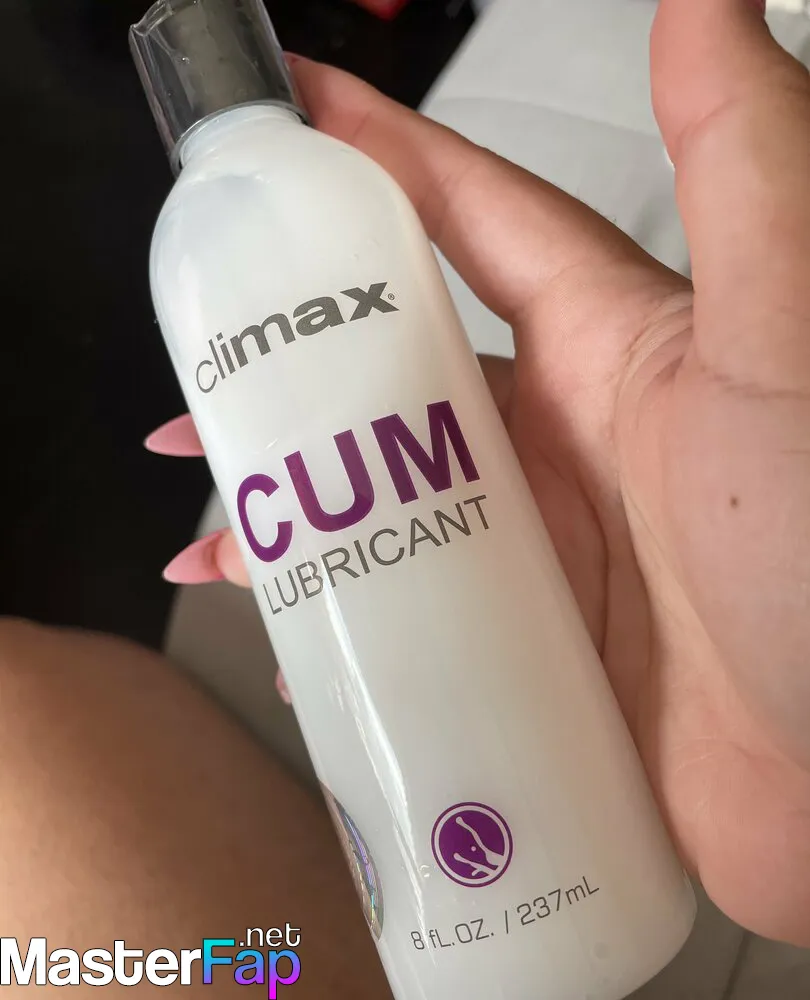 climax®
CUM
LUBRICANT
8 fL.OZ. / 237mL
MasterFap.net